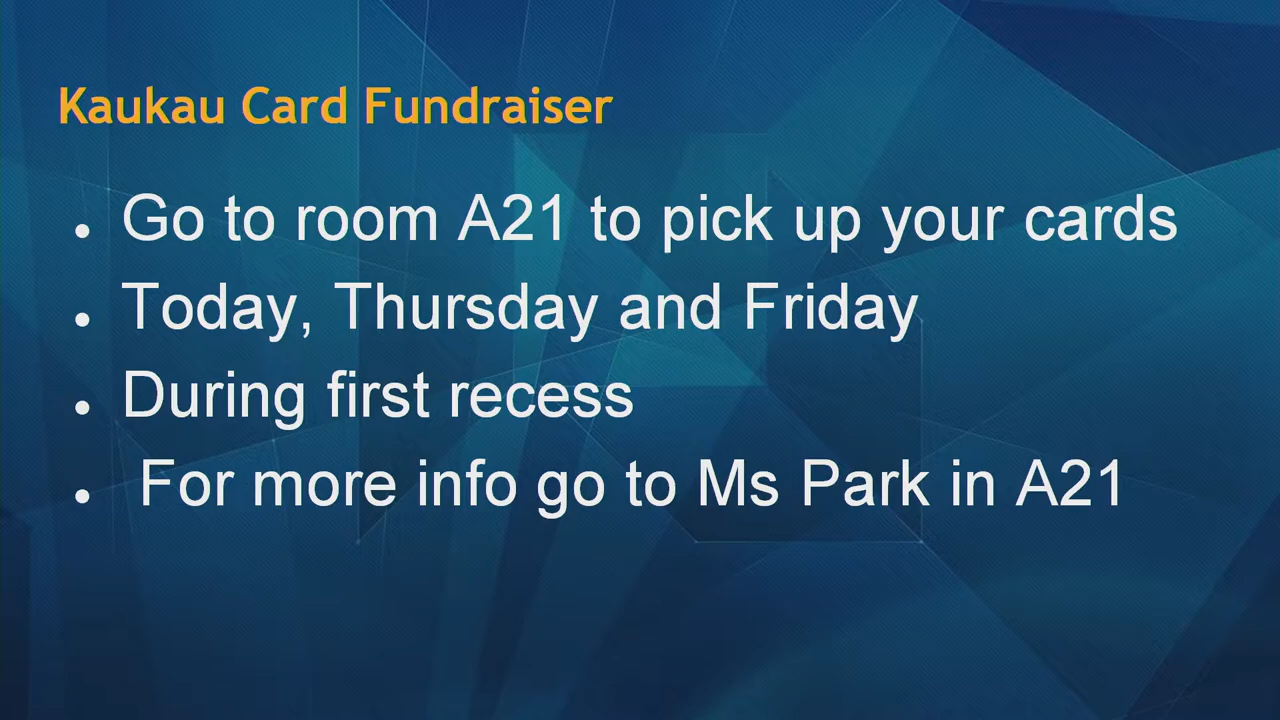 Kaukau Card Fundraiser
• Go to room A21 to pick up your cards
• Today, Thursday and Friday
• During first recess
• For more info go to Ms Park in A21